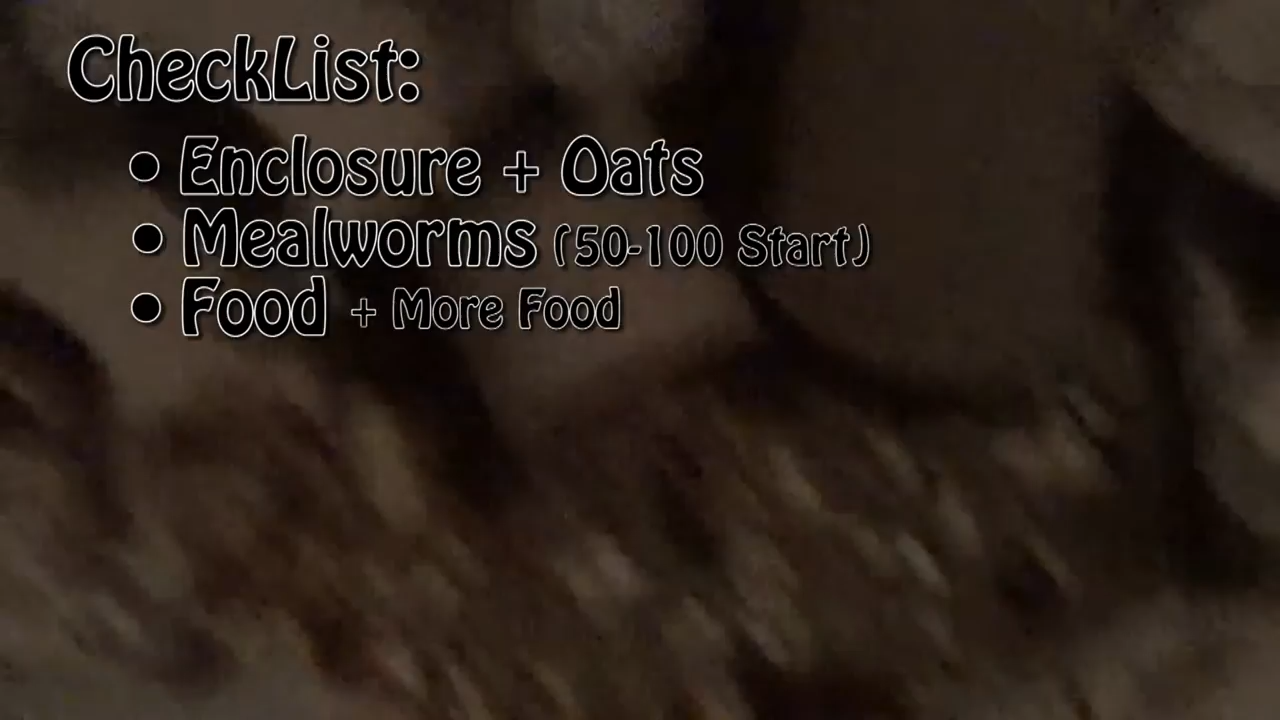 CheckList:
• Enclosure + Oats
• Mealworms (50-100 Start)
• Food + More Food